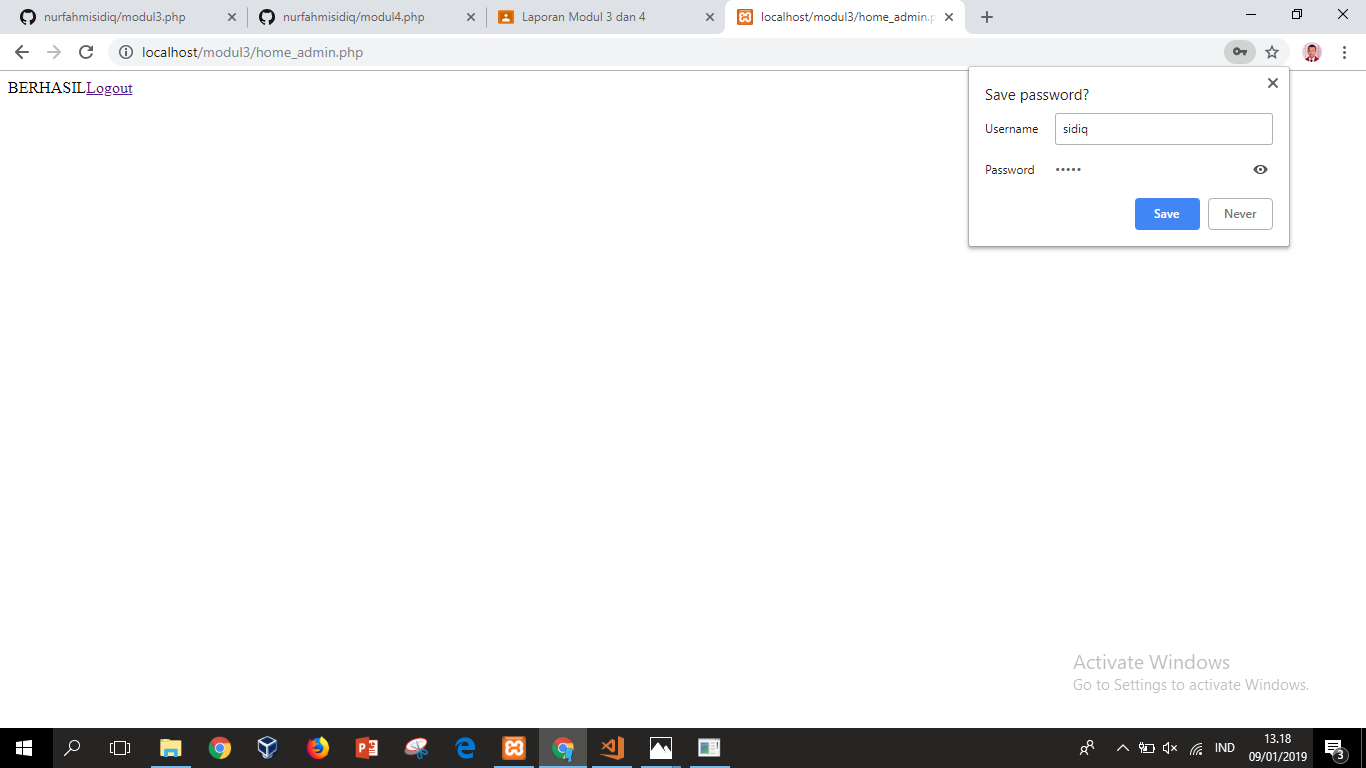 nurfahmisidiq/modul3.php
nurfahmisidiq/modul4.php
Laporan Modul 3 dan 4
localhost/modul3/home_admin.p
localhost/modul3/home_admin.php
BERHASILLogout
Save password?
Username sidiq
Password •••••
Save Never
Activate Windows
Go to Settings to activate Windows.
IND
13.18
09/01/2019
3